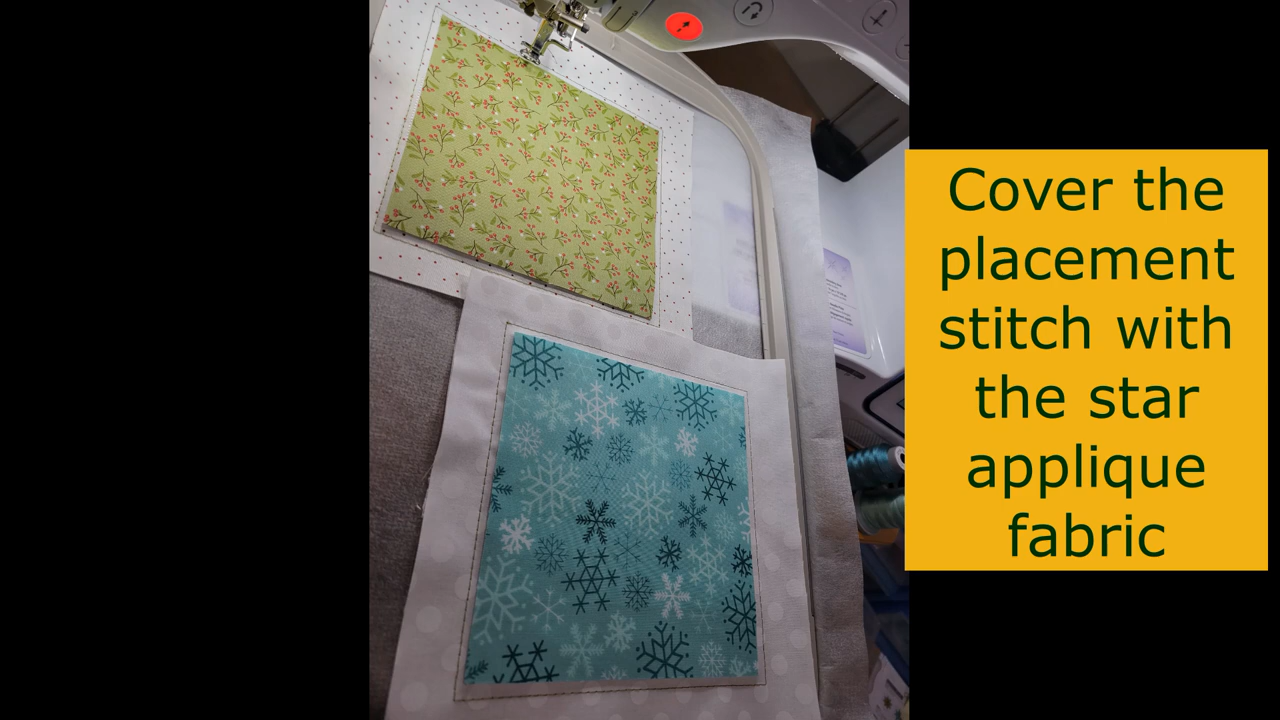 Cover the
placement
stitch with
the star
applique
fabric